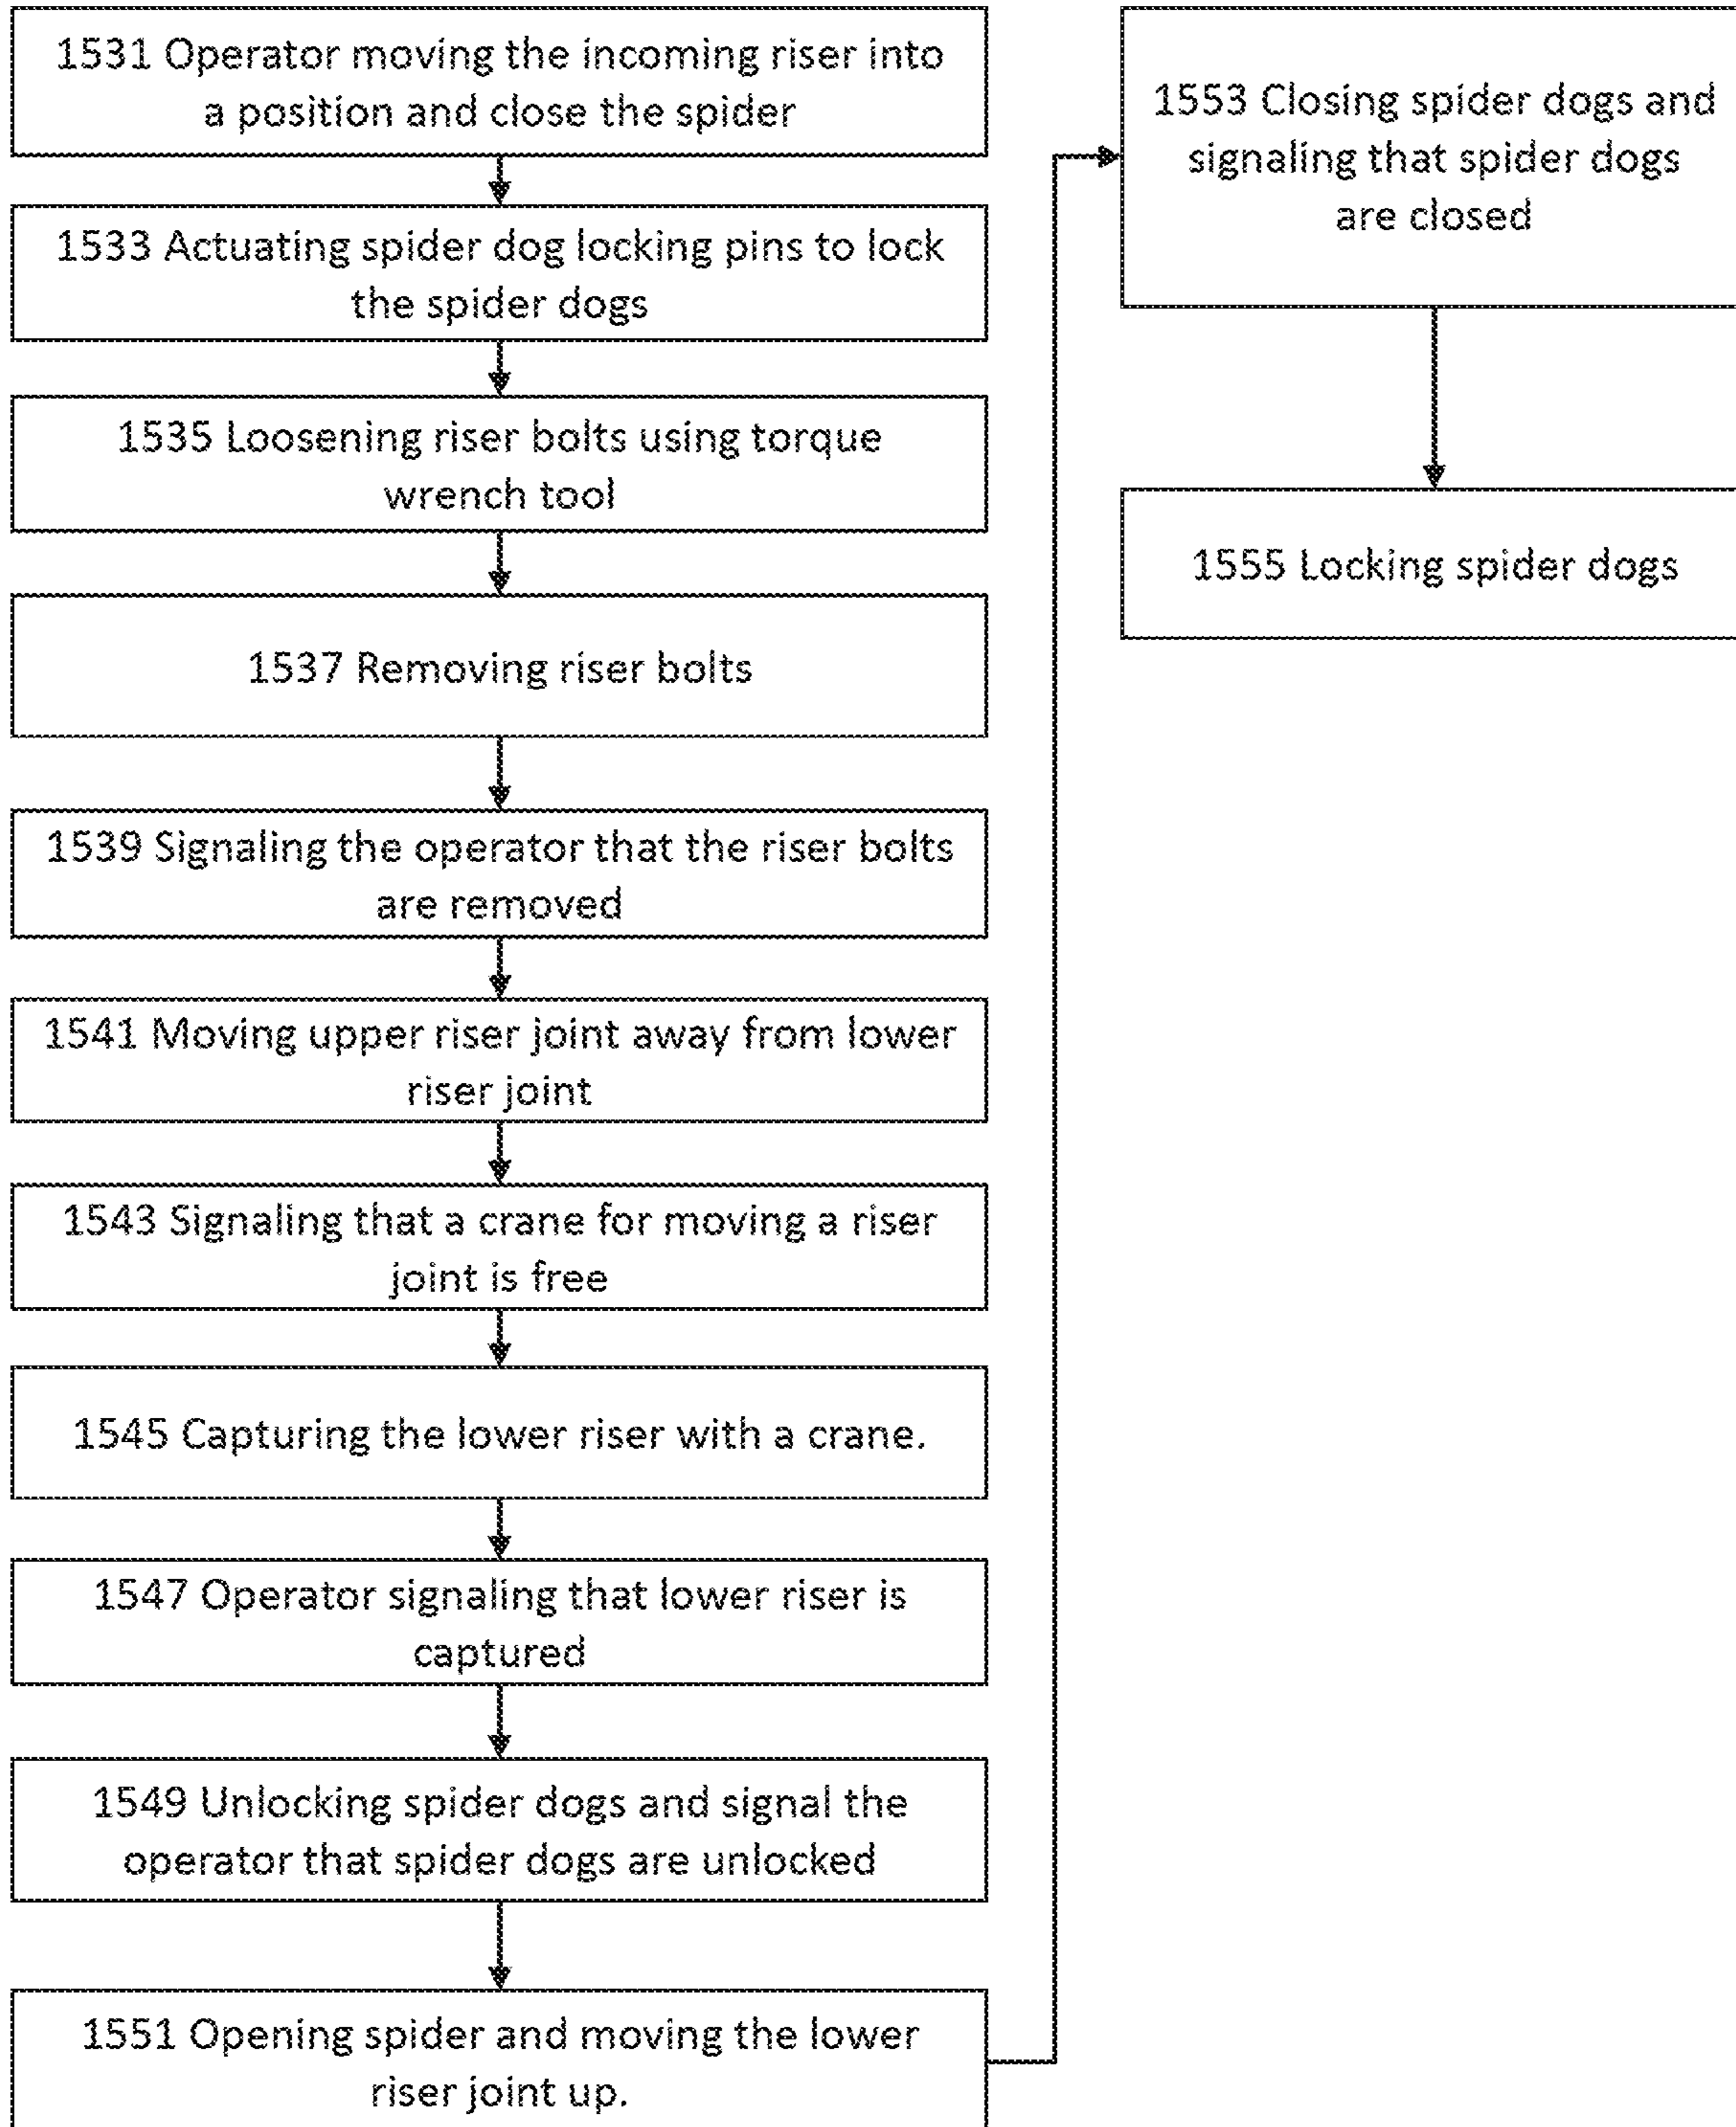 1531 Operator moving the incoming riser into
a position and close the spider
1533 Actuating spider dog locking pins to lock
the spider dogs
1535 Loosening riser bolts using torque
wrench tool
1537 Removing riser bolts
1539 Signaling the operator that the riser bolts
are removed
1541 Moving upper riser joint away from lower
riser joint
1543 Signaling that a crane for moving a riser
joint is free
1545 Capturing the lower riser with a crane.
1547 Operator signaling that lower riser is
captured
1549 Unlocking spider dogs and signal the
operator that spider dogs are unlocked
1551 Opening spider and moving the lower
riser joint up.
1553 Closing spider dogs and
signaling that spider dogs
are closed
1555 Locking spider dogs